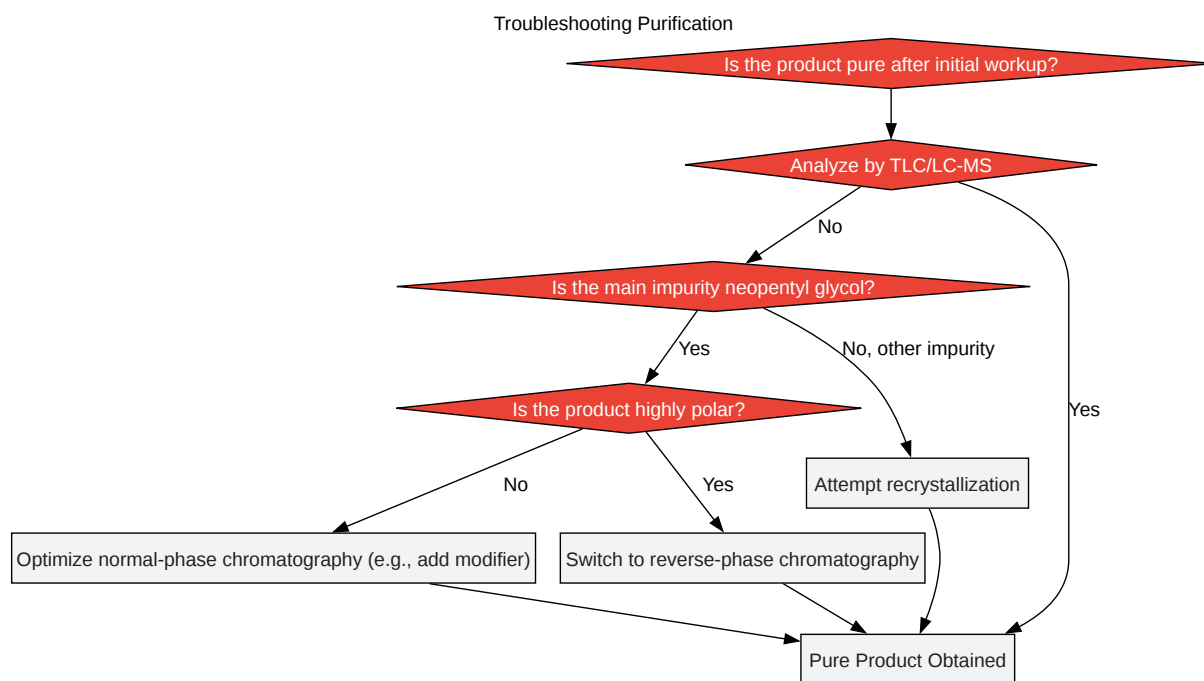 Troubleshooting Purification
Is the product pure after initial workup?
Analyze by TLC/LC-MS
No
Is the main impurity neopentyl glycol?
Yes
No, other impurity
Is the product highly polar?
Yes
No
Yes
Attempt recrystallization
Optimize normal-phase chromatography (e.g., add modifier)
Switch to reverse-phase chromatography
Pure Product Obtained